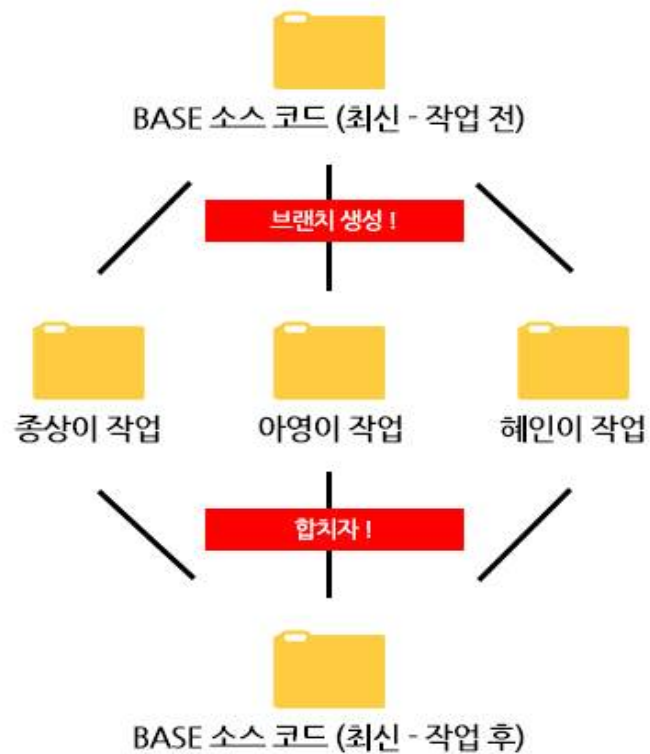 BASE 소스 코드 (최신 - 작업 전)
브랜치 생성 !
종상이 작업
아영이 작업
혜인이 작업
합치자 !
BASE 소스 코드 (최신 - 작업 후)